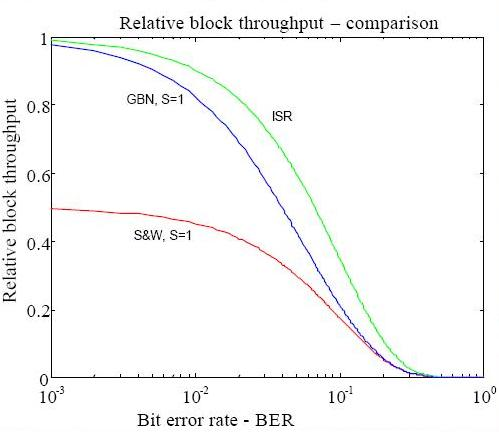 Relative block throughput – comparison
1
0.8
0.6
0.4
0.2
0
Relative block throughput
GBN, S=1
ISR
S&W, S=1
10^-3
10^-2
10^-1
10^0
Bit error rate - BER